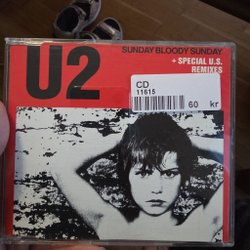 SUNDAY BLOODY SUNDAY
U2
+ SPECIAL U.S.
REMIXES
CD
11615
60 kr